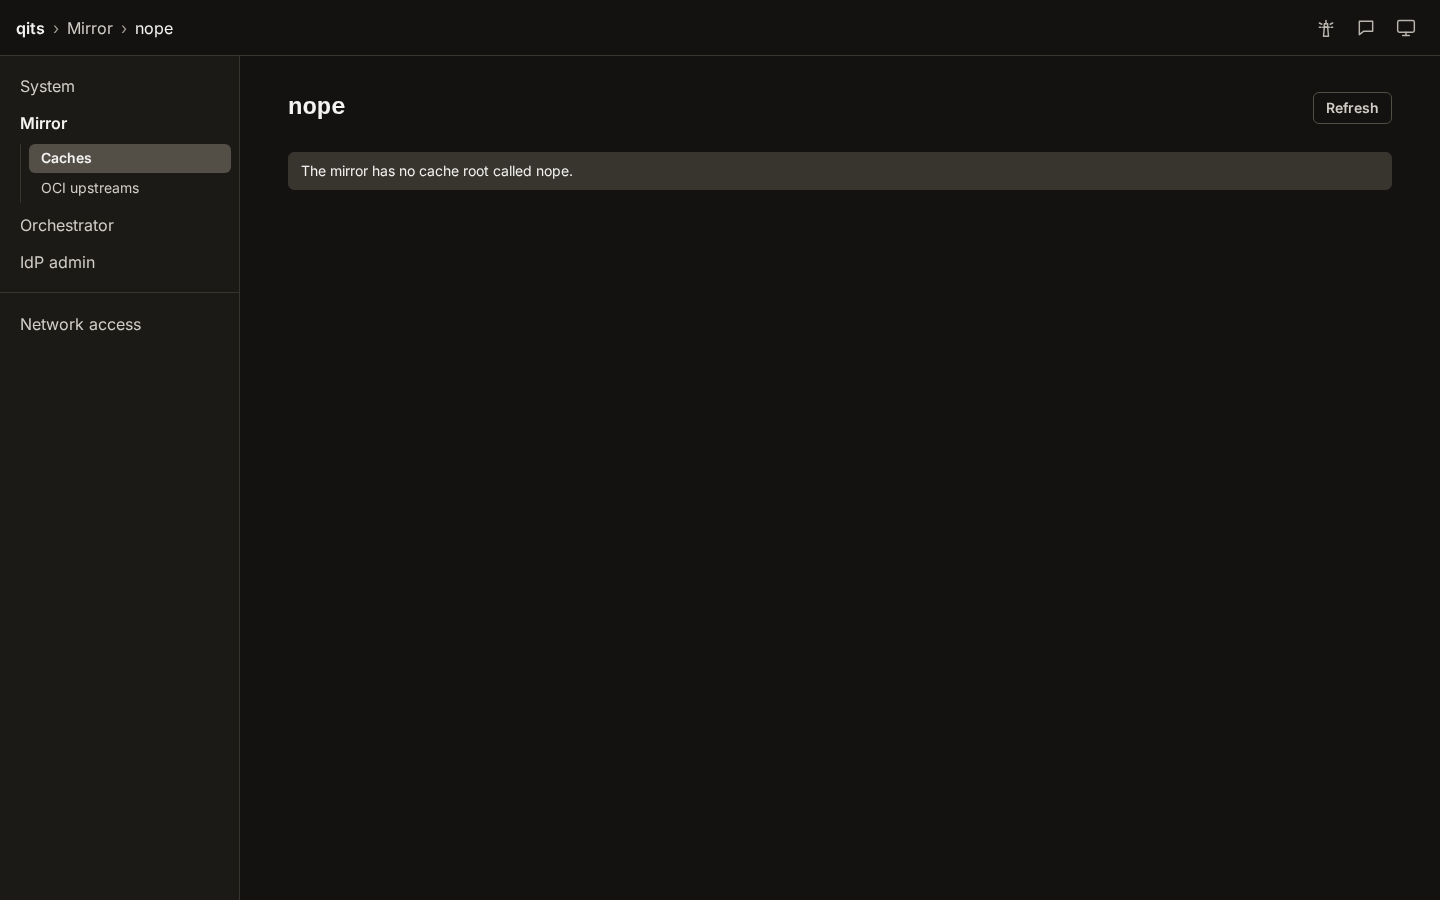 qits › Mirror › nope
System
Mirror
Caches
OCI upstreams
Orchestrator
IdP admin
Network access
nope
Refresh
The mirror has no cache root called nope.